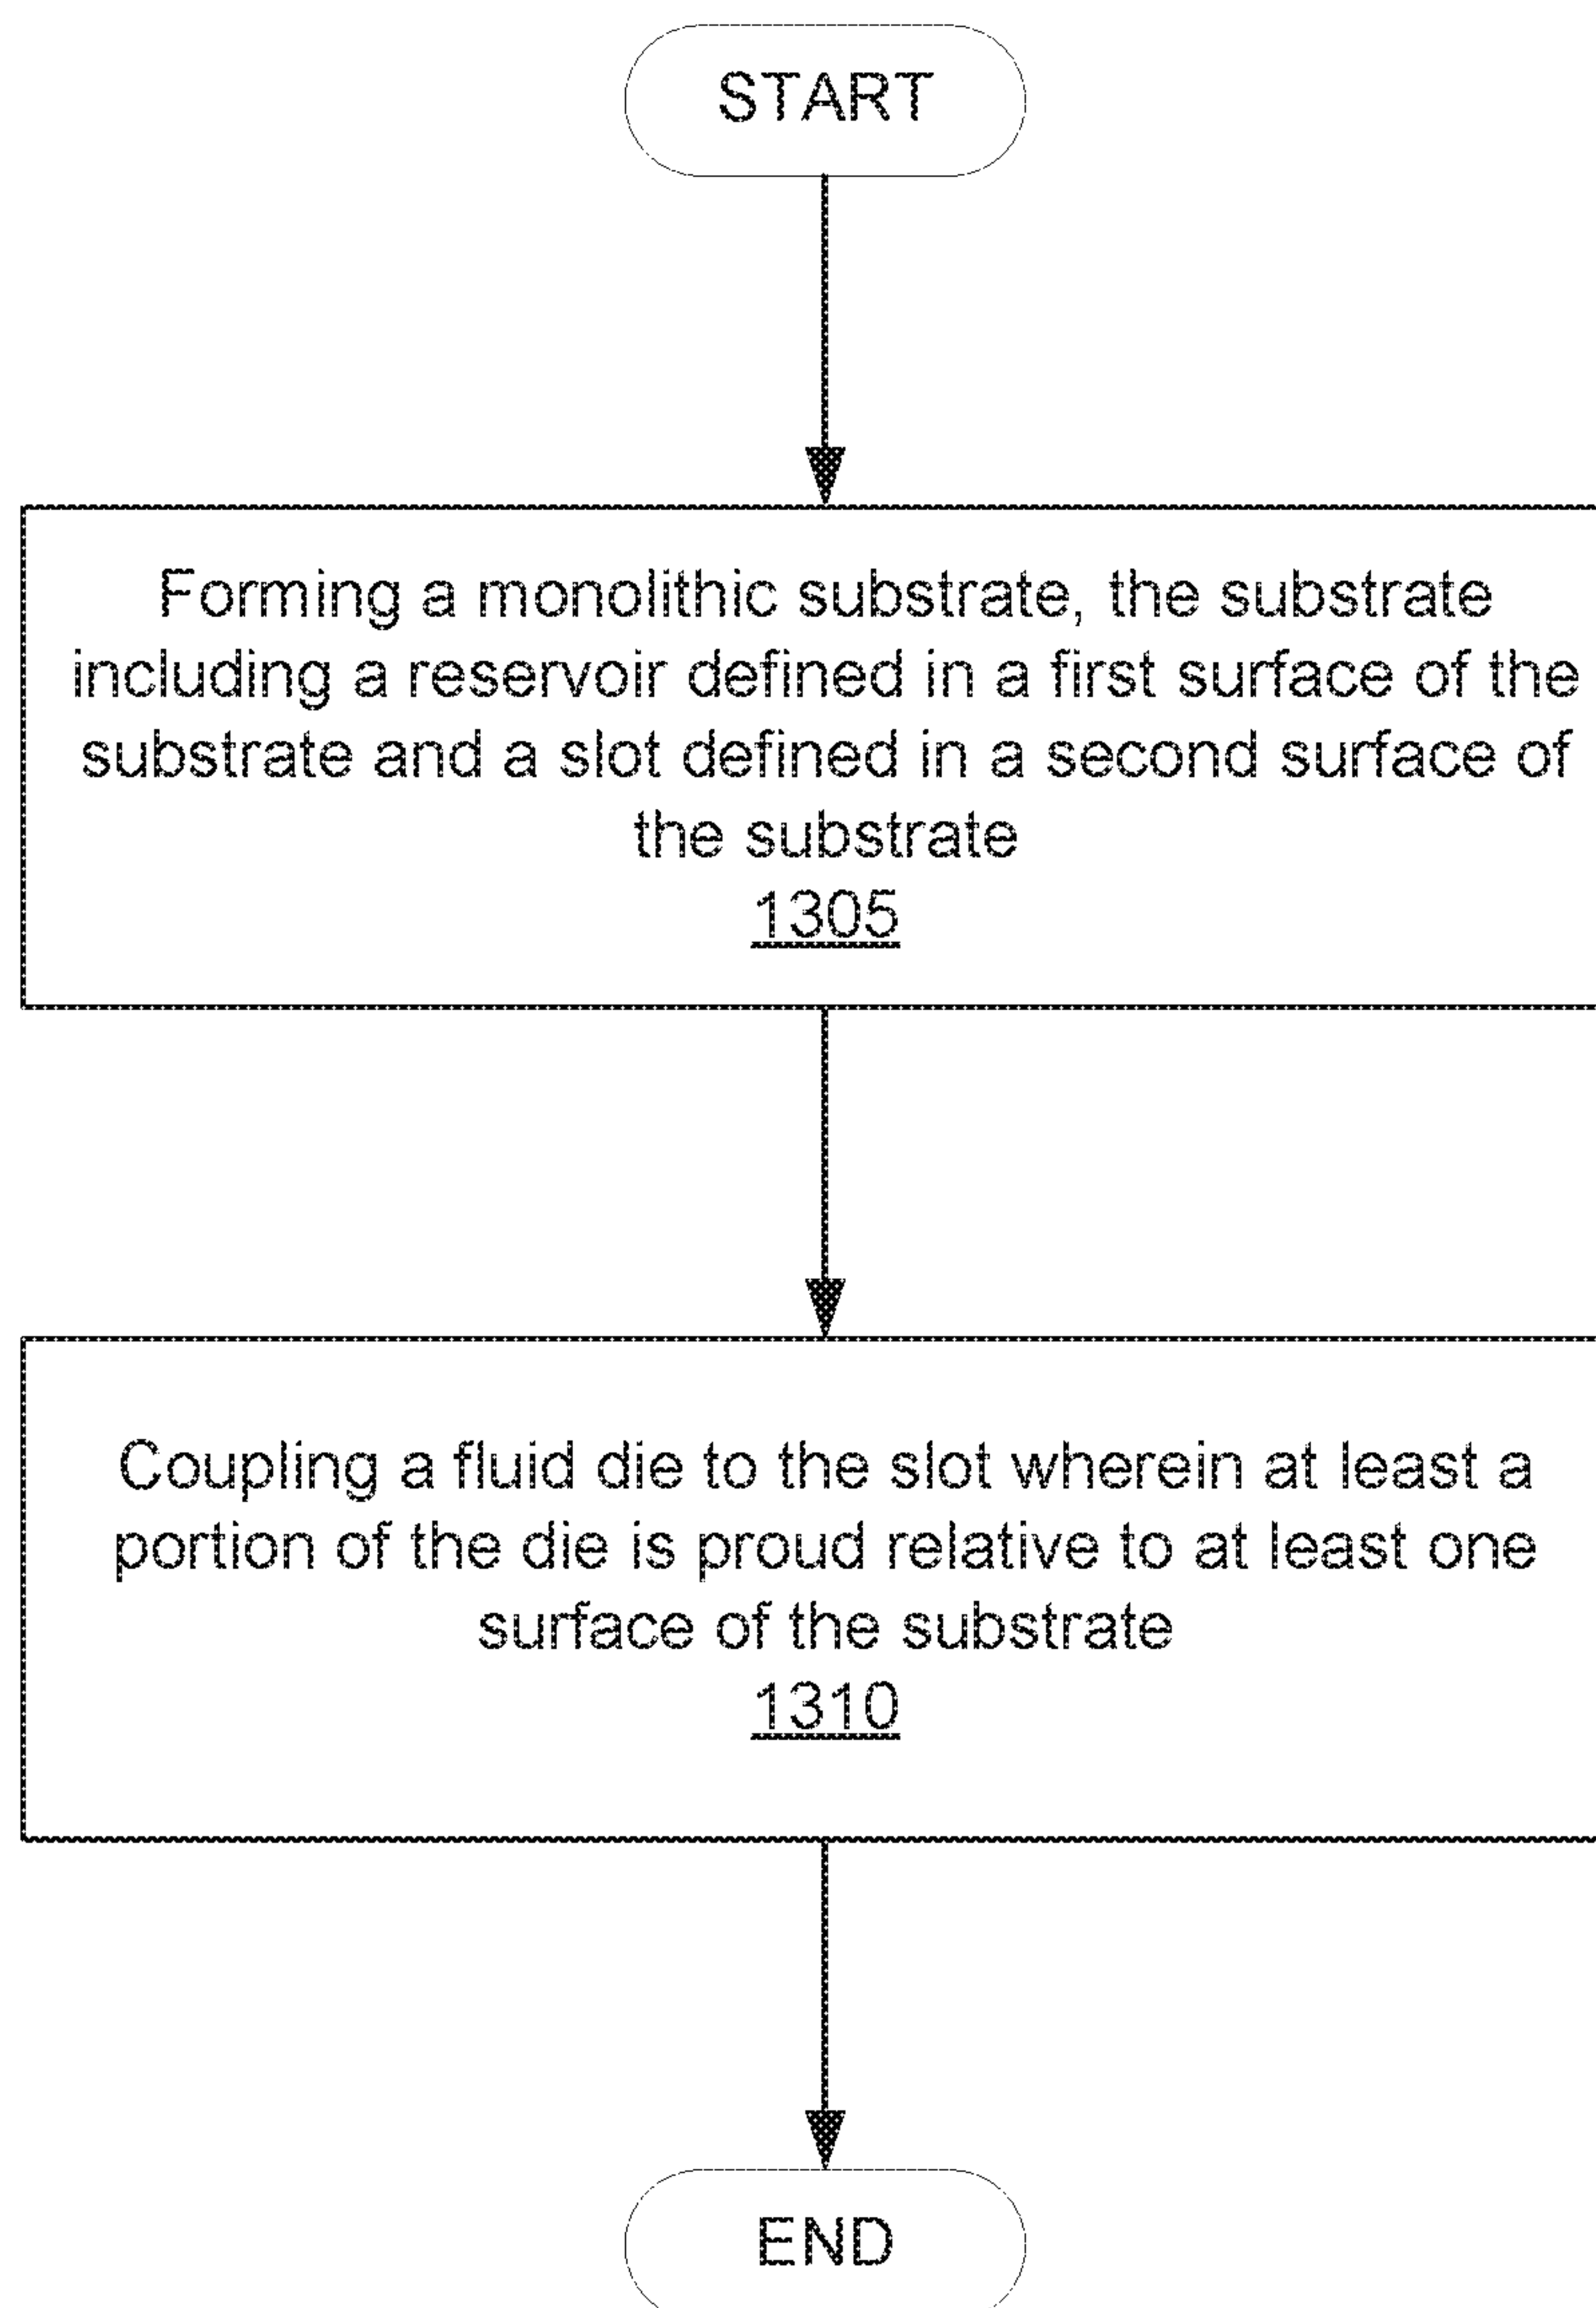 START
Forming a monolithic substrate, the substrate
including a reservoir defined in a first surface of the
substrate and a slot defined in a second surface of
the substrate
1305
Coupling a fluid die to the slot wherein at least a
portion of the die is proud relative to at least one
surface of the substrate
1310
END